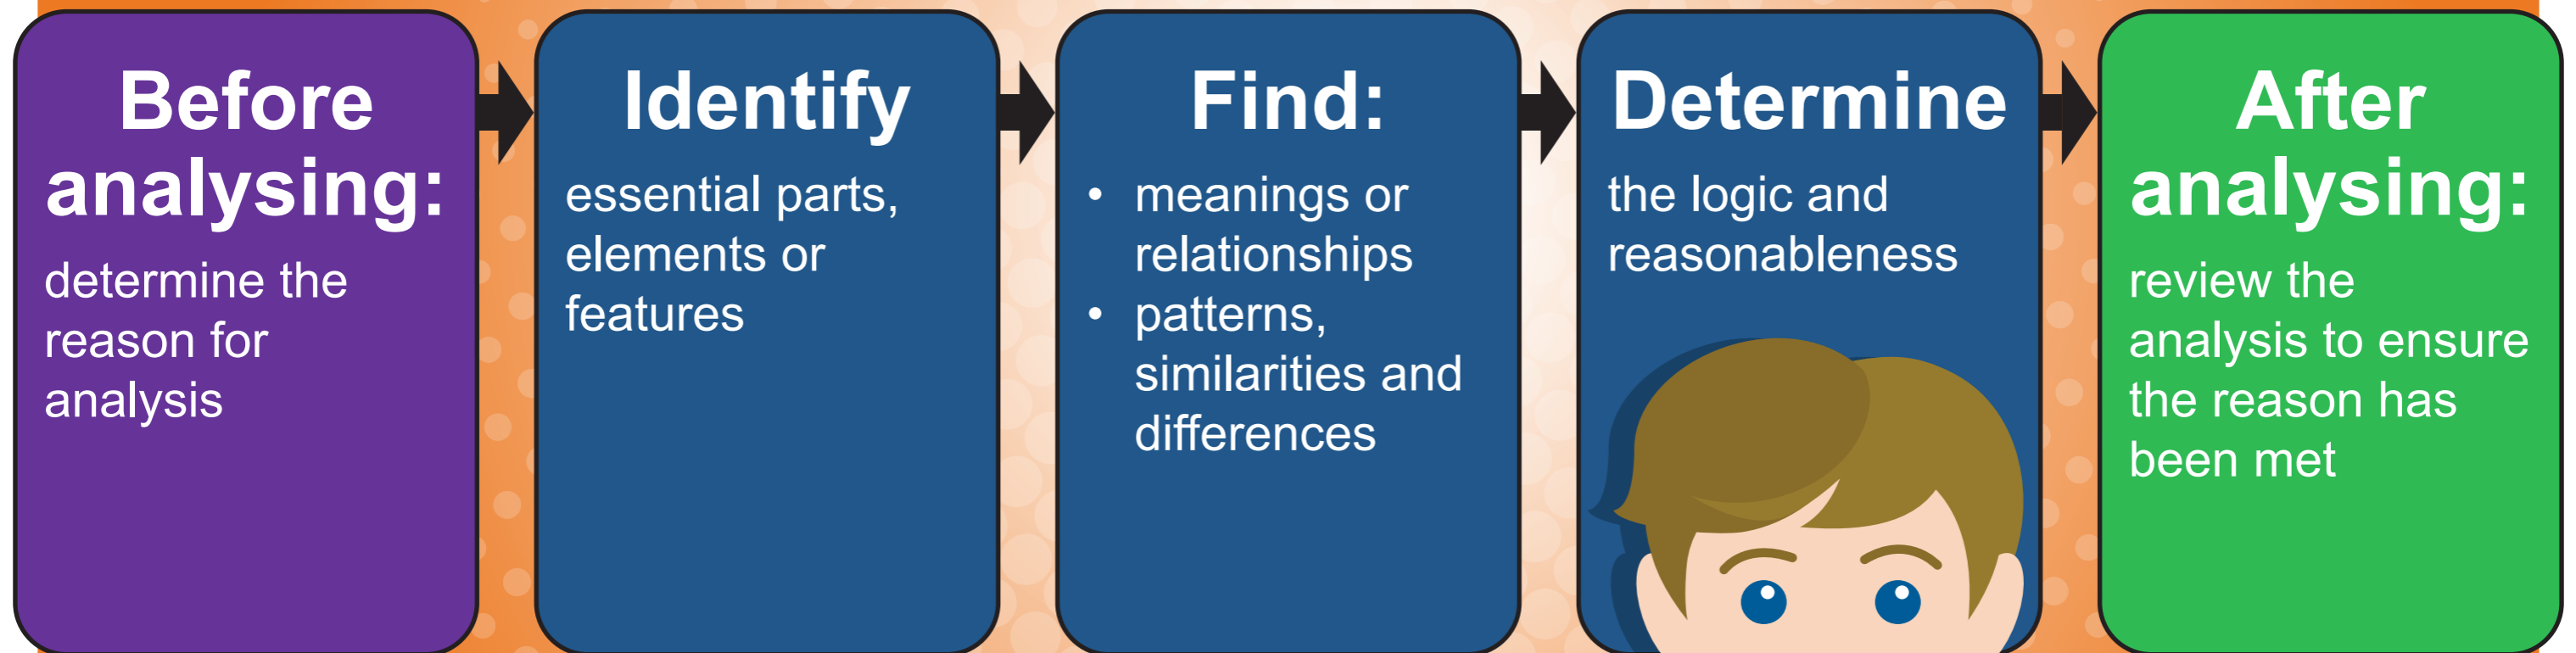 Before
analysing:
determine the
reason for
analysis
Identify
essential parts,
elements or
features
Find:
• meanings or
relationships
• patterns,
similarities and
differences
Determine
the logic and
reasonableness
After
analysing:
review the
analysis to ensure
the reason has
been met